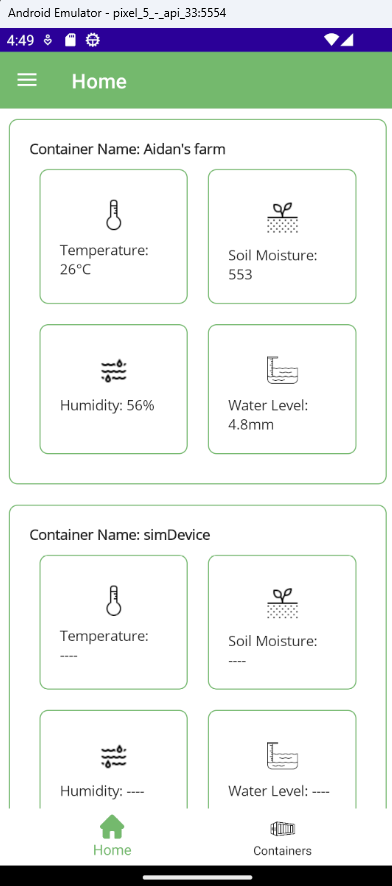 Android Emulator - pixel_5_-_api_33:5554
4:49
Home
Container Name: Aidan's farm
Temperature:
26°C
Soil Moisture:
553
Humidity: 56%
Water Level:
4.8mm
Container Name: simDevice
Temperature:
----
Soil Moisture:
----
Humidity: ----
Water Level: ----
Home
Containers